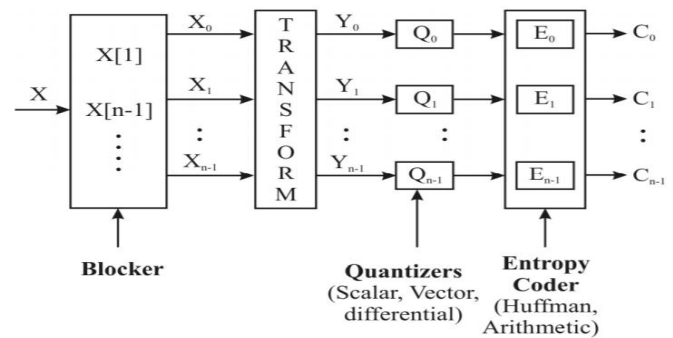 X
X[1]
X[n-1]
X₀
X₁
Xₙ₋₁
TRANSFORM
Y₀
Y₁
Yₙ₋₁
Q₀
Q₁
Qₙ₋₁
E₀
E₁
Eₙ₋₁
C₀
C₁
Cₙ₋₁
Blocker
Quantizers
(Scalar, Vector,
differential)
Entropy
Coder
(Huffman,
Arithmetic)